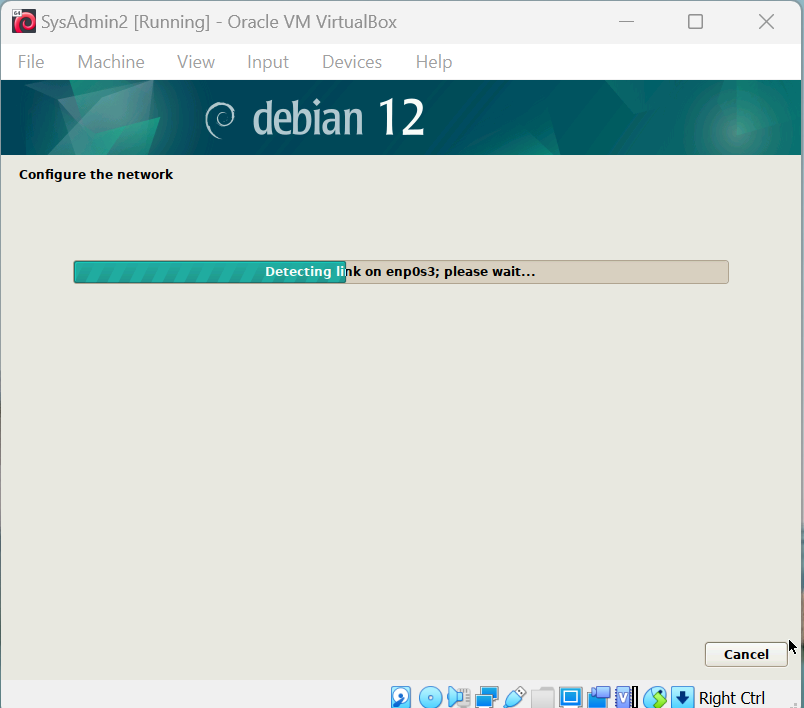 SysAdmin2 [Running] - Oracle VM VirtualBox
File Machine View Input Devices Help
debian 12
Configure the network
Detecting link on enp0s3; please wait...
Cancel
Right Ctrl